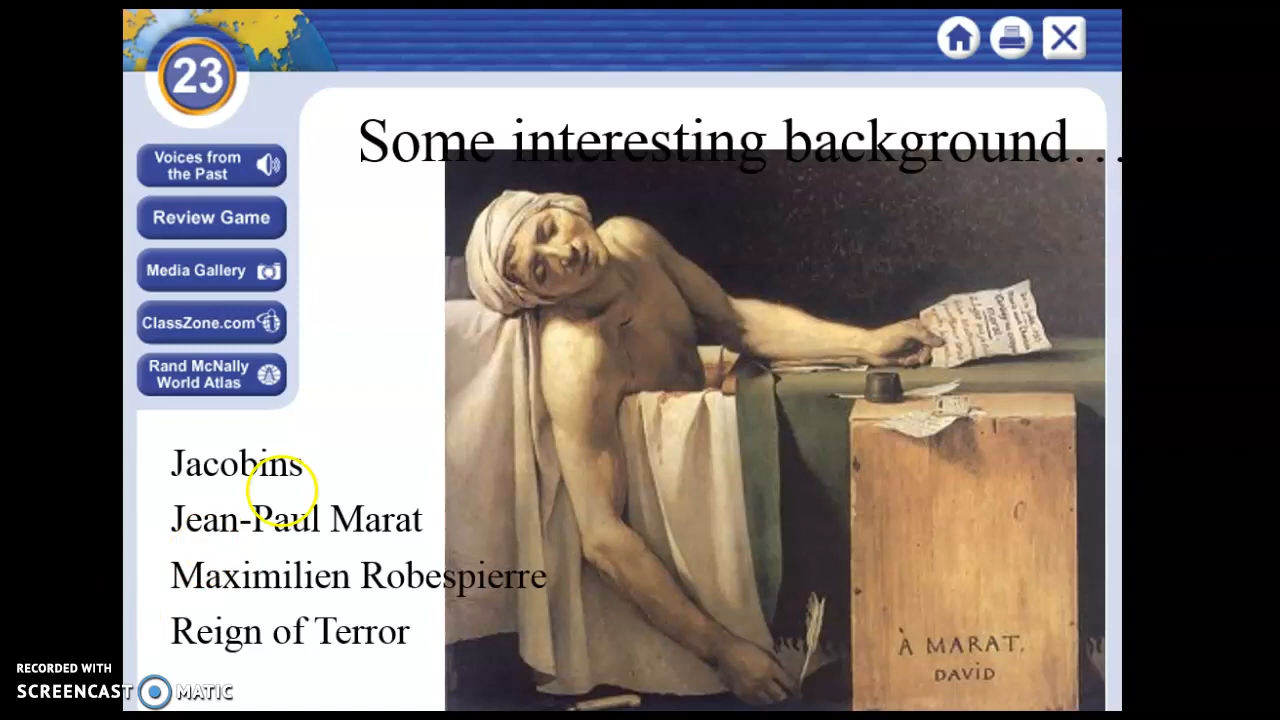 23
Some interesting background…
Voices from
the Past
Review Game
Media Gallery
ClassZone.com
Rand McNally
World Atlas
Jacobins
Jean-Paul Marat
Maximilien Robespierre
Reign of Terror
À MARAT.
DAVID
RECORDED WITH
SCREENCAST MATIC